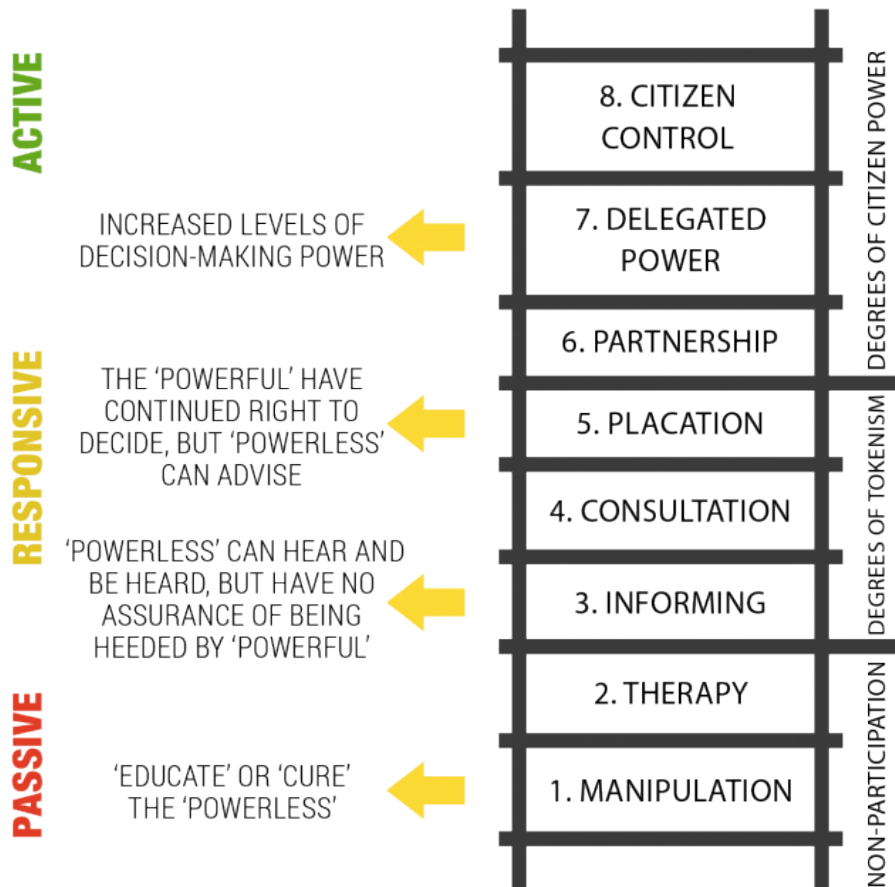 ACTIVE
8. CITIZEN
CONTROL
DEGREES OF CITIZEN POWER
INCREASED LEVELS OF
DECISION-MAKING POWER
7. DELEGATED
POWER
6. PARTNERSHIP
RESPONSIVE
THE ‘POWERFUL’ HAVE
CONTINUED RIGHT TO
DECIDE, BUT ‘POWERLESS’
CAN ADVISE
5. PLACATION
DEGREES OF TOKENISM
4. CONSULTATION
‘POWERLESS’ CAN HEAR AND
BE HEARD, BUT HAVE NO
ASSURANCE OF BEING
HEEDED BY ‘POWERFUL’
3. INFORMING
PASSIVE
2. THERAPY
NON-PARTICIPATION
‘EDUCATE’ OR ‘CURE’
THE ‘POWERLESS’
1. MANIPULATION